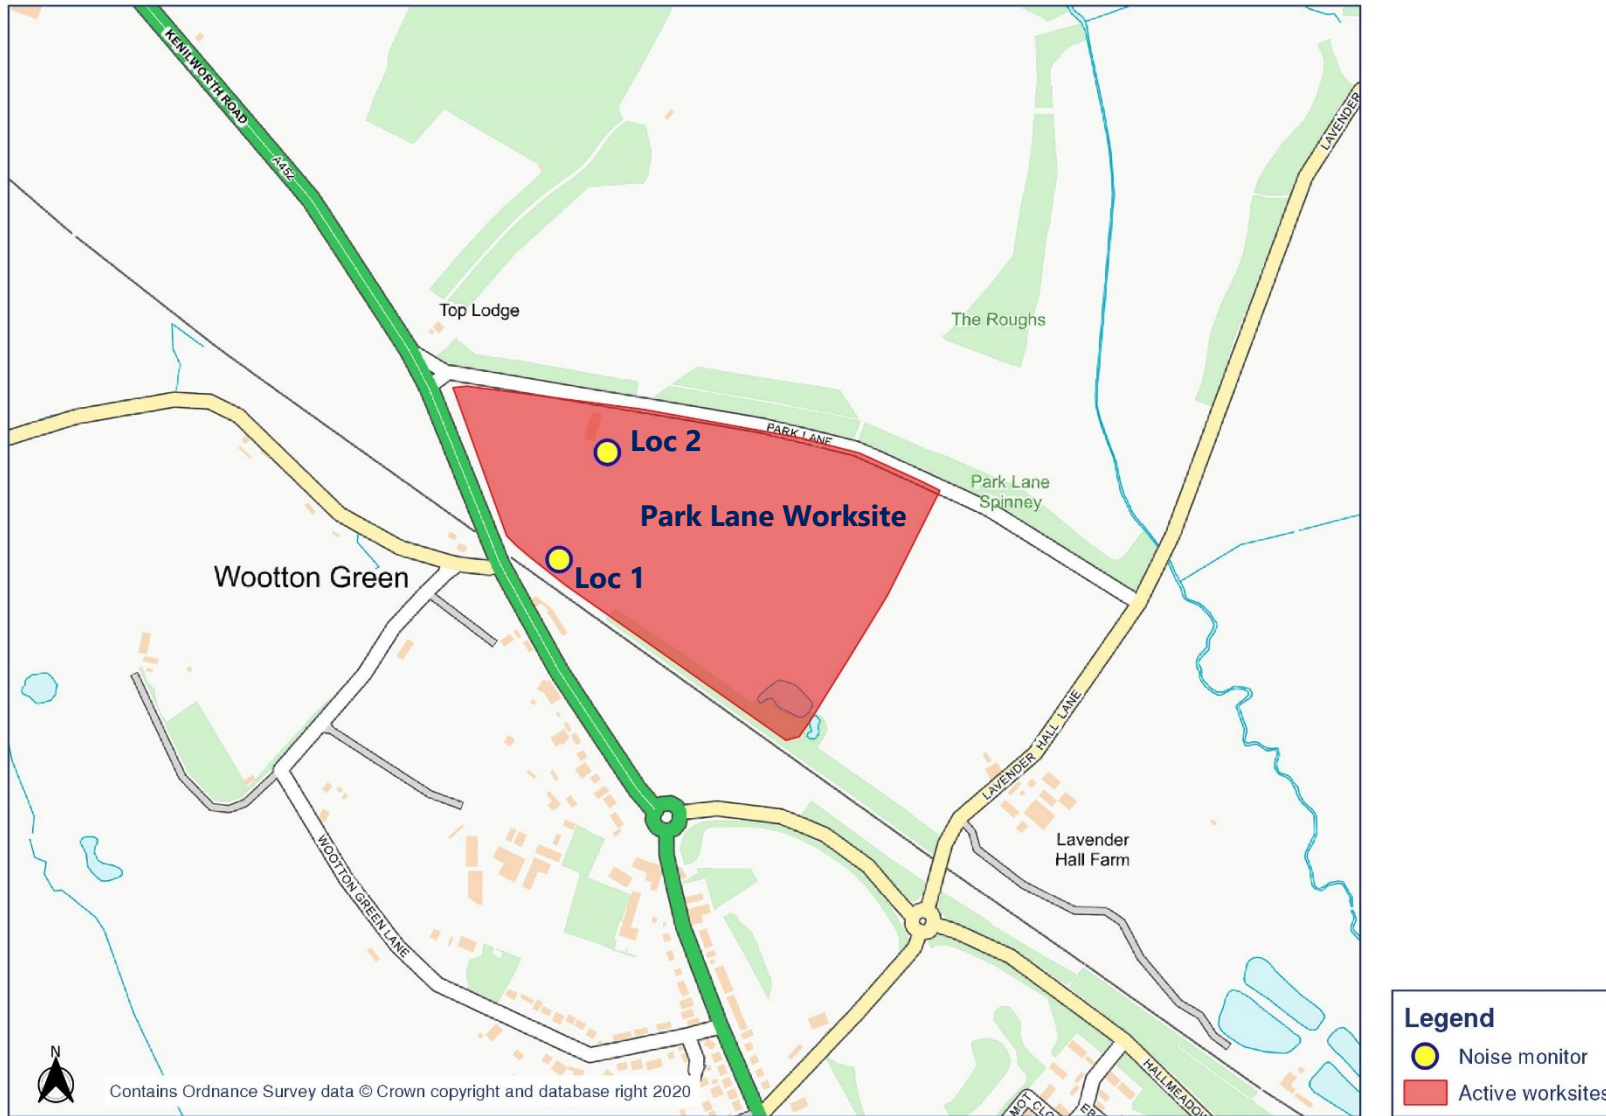 KENILWORTH ROAD
A452
LAVENDER
Top Lodge
The Roughs
PARK LANE
Loc 2
Park Lane
Spinney
Park Lane Worksite
Loc 1
Wootton Green
LAVENDER HALL LANE
Lavender
Hall Farm
WOOTTON GREEN LANE
HALLMEADOW
MOT
CLO
N
Contains Ordnance Survey data © Crown copyright and database right 2020
Legend
Noise monitor
Active worksites